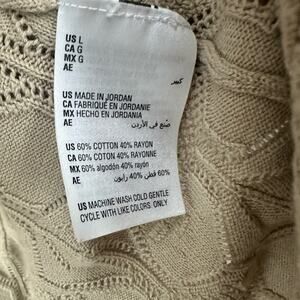 US L
CA G
MX G
AE كبير
US MADE IN JORDAN
CA FABRIQUÉ EN JORDANIE
MX HECHO EN JORDANIA
AE صنع في الأردن
US 60% COTTON 40% RAYON
CA 60% COTON 40% RAYONNE
MX 60% algodón 40% rayón
AE 60% قطن 40% رايون
US MACHINE WASH COLD GENTLE
CYCLE WITH LIKE COLORS. ONLY